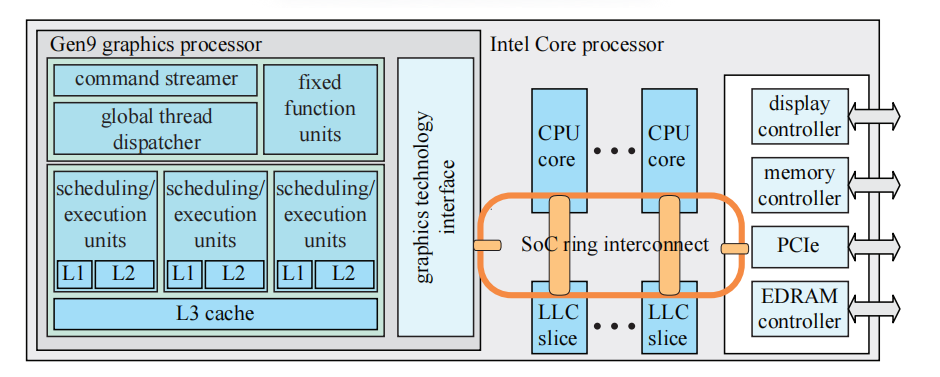 Gen9 graphics processor
command streamer
global thread
dispatcher
fixed
function
units
scheduling/
execution
units
L1
L2
scheduling/
execution
units
L1
L2
scheduling/
execution
units
L1
L2
L3 cache
graphics technology
interface
Intel Core processor
CPU
core
CPU
core
SoC ring interconnect
LLC
slice
LLC
slice
display
controller
memory
controller
PCIe
EDRAM
controller